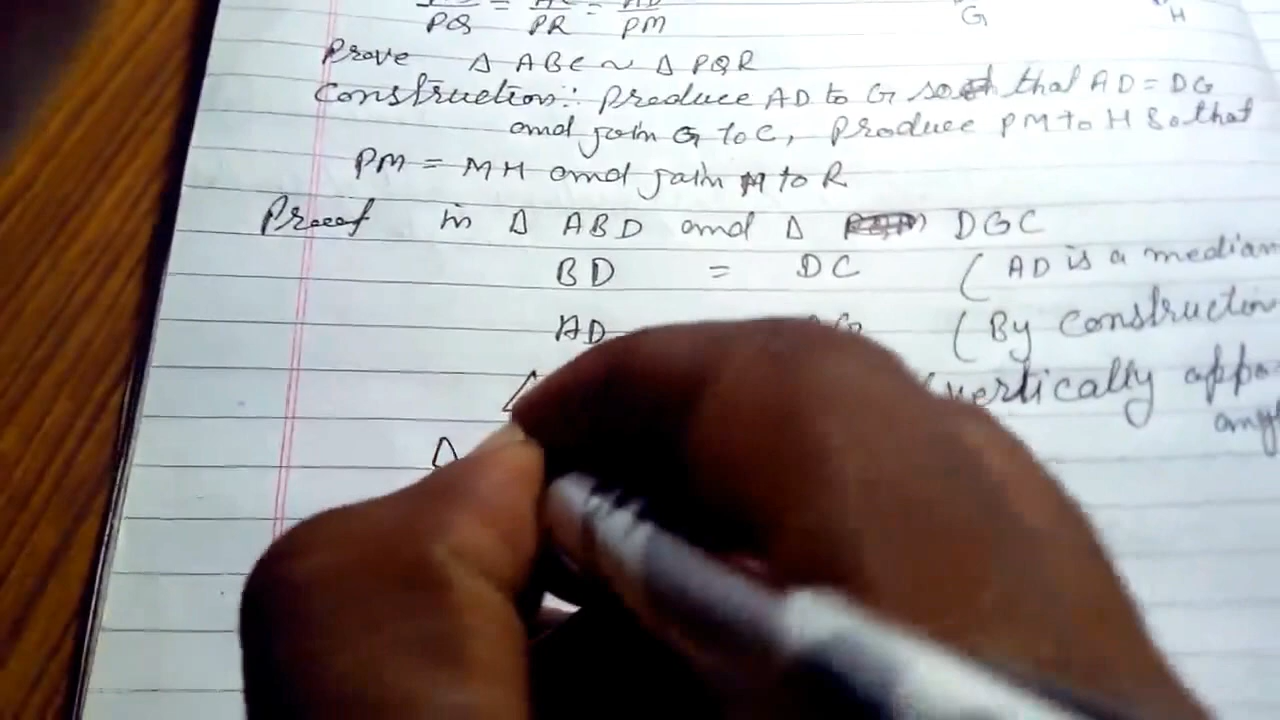 PQ = PR = PM
G H
Prove Δ ABC ~ Δ PQR
Construction:. produce AD to G so that AD = DG
and join G to C, produce PM to H so that
PM = MH and join M to R
Proof in Δ ABD and Δ DGC
BD = DC ( AD is a median
AD ( By construction
∠ (vertically oppo
Δ ang